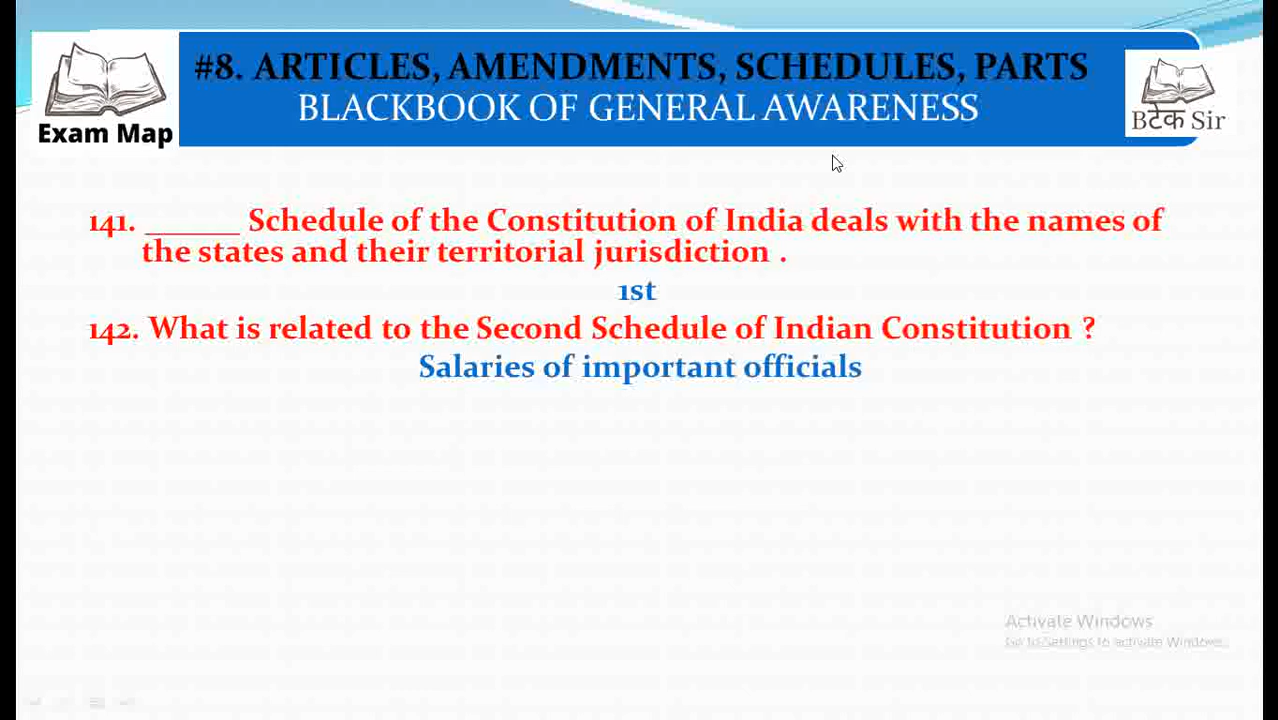 #8. ARTICLES, AMENDMENTS, SCHEDULES, PARTS
BLACKBOOK OF GENERAL AWARENESS
Exam Map
Bटेक Sir
141. ______ Schedule of the Constitution of India deals with the names of
the states and their territorial jurisdiction .
1st
142. What is related to the Second Schedule of Indian Constitution ?
Salaries of important officials
Activate Windows
Go to Settings to activate Windows.